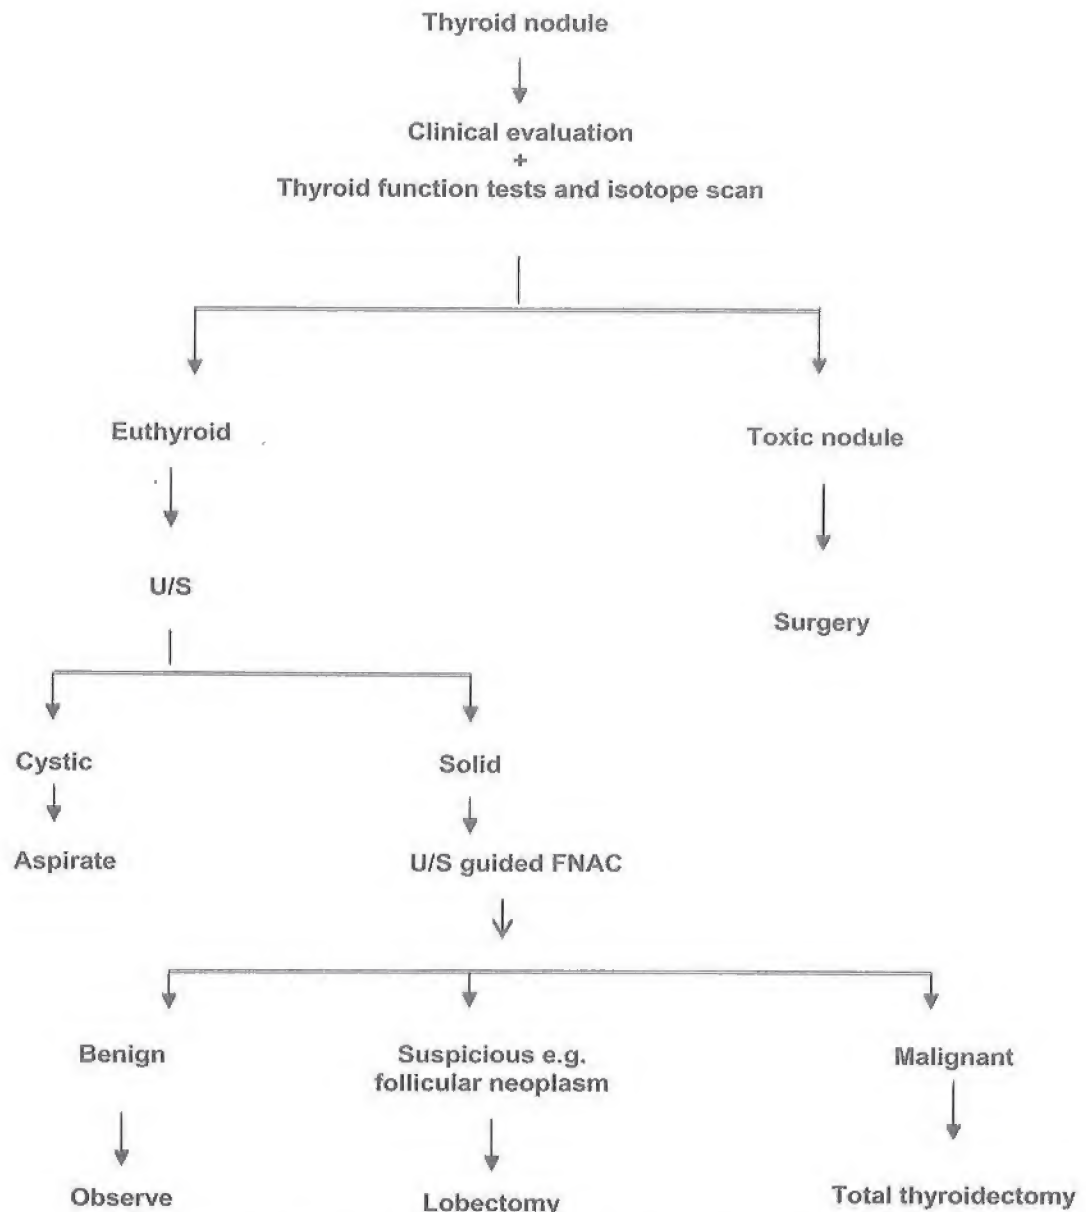 Thyroid nodule
Clinical evaluation
+
Thyroid function tests and isotope scan
Euthyroid
Toxic nodule
U/S
Surgery
Cystic
Solid
Aspirate
U/S guided FNAC
Benign
Suspicious e.g.
follicular neoplasm
Malignant
Observe
Lobectomy
Total thyroidectomy